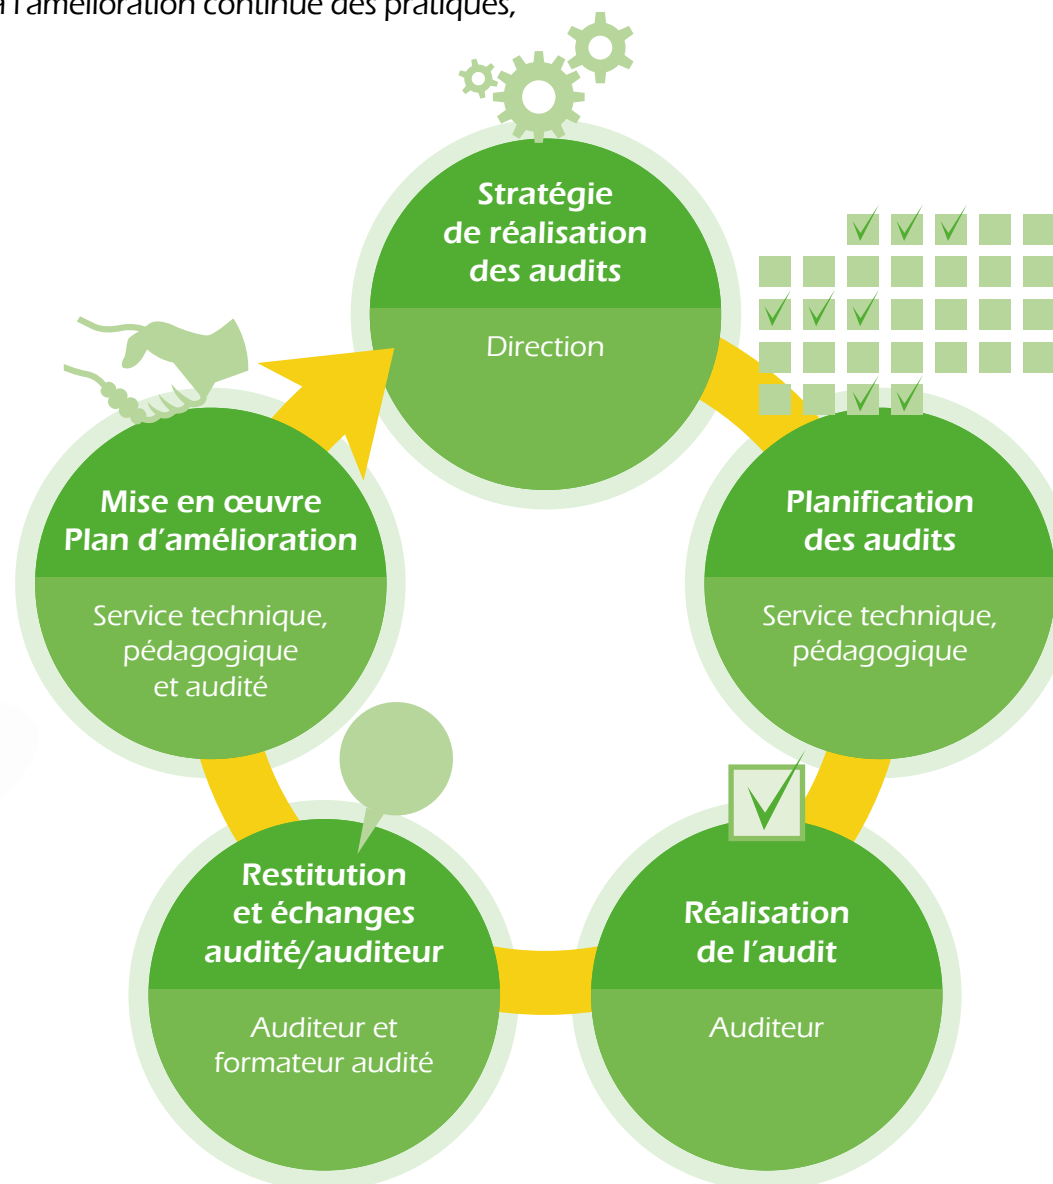 à l'amélioration continue des pratiques,
Stratégie
de réalisation
des audits
Direction
Planification
des audits
Service technique,
pédagogique
Réalisation
de l'audit
Auditeur
Restitution
et échanges
audité/auditeur
Auditeur et
formateur audité
Mise en œuvre
Plan d'amélioration
Service technique,
pédagogique
et audité